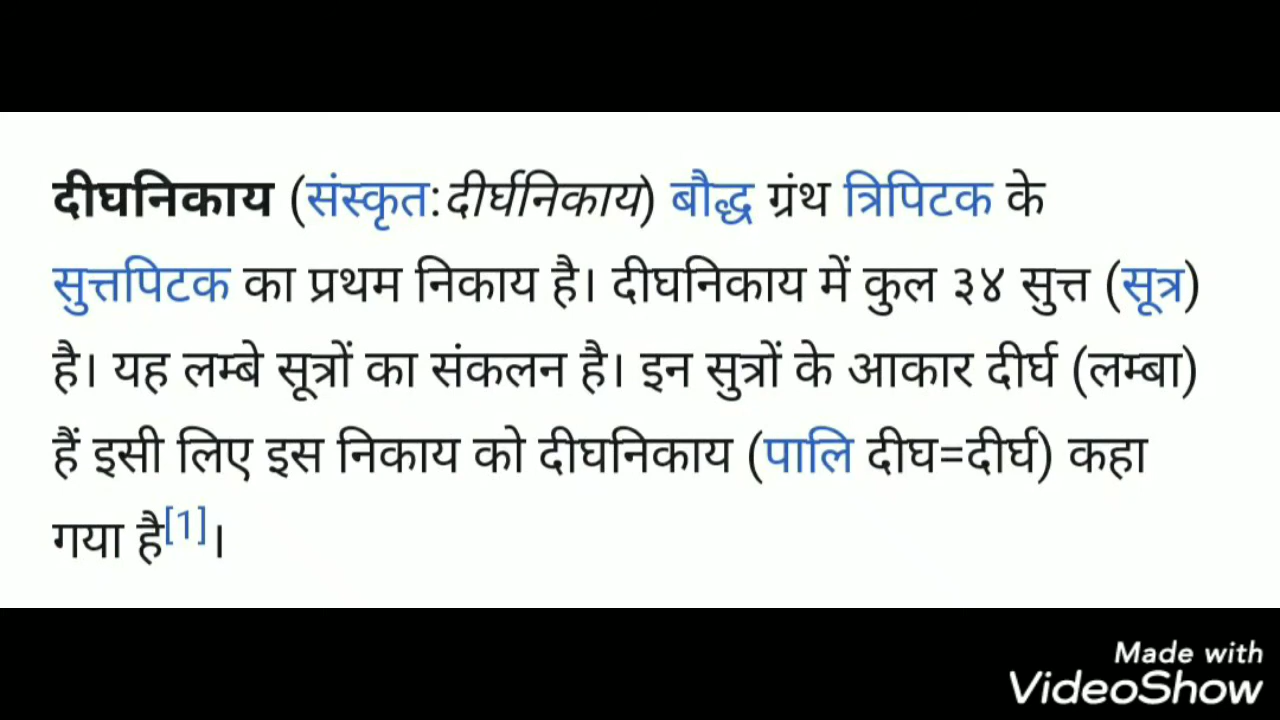 दीघनिकाय (संस्कृत:दीर्घनिकाय) बौद्ध ग्रंथ त्रिपिटक के
सुत्तपिटक का प्रथम निकाय है। दीघनिकाय में कुल ३४ सुत्त (सूत्र)
है। यह लम्बे सूत्रों का संकलन है। इन सुत्रों के आकार दीर्घ (लम्बा)
हैं इसी लिए इस निकाय को दीघनिकाय (पालि दीघ=दीर्घ) कहा
गया है[1]।
Made with
VideoShow